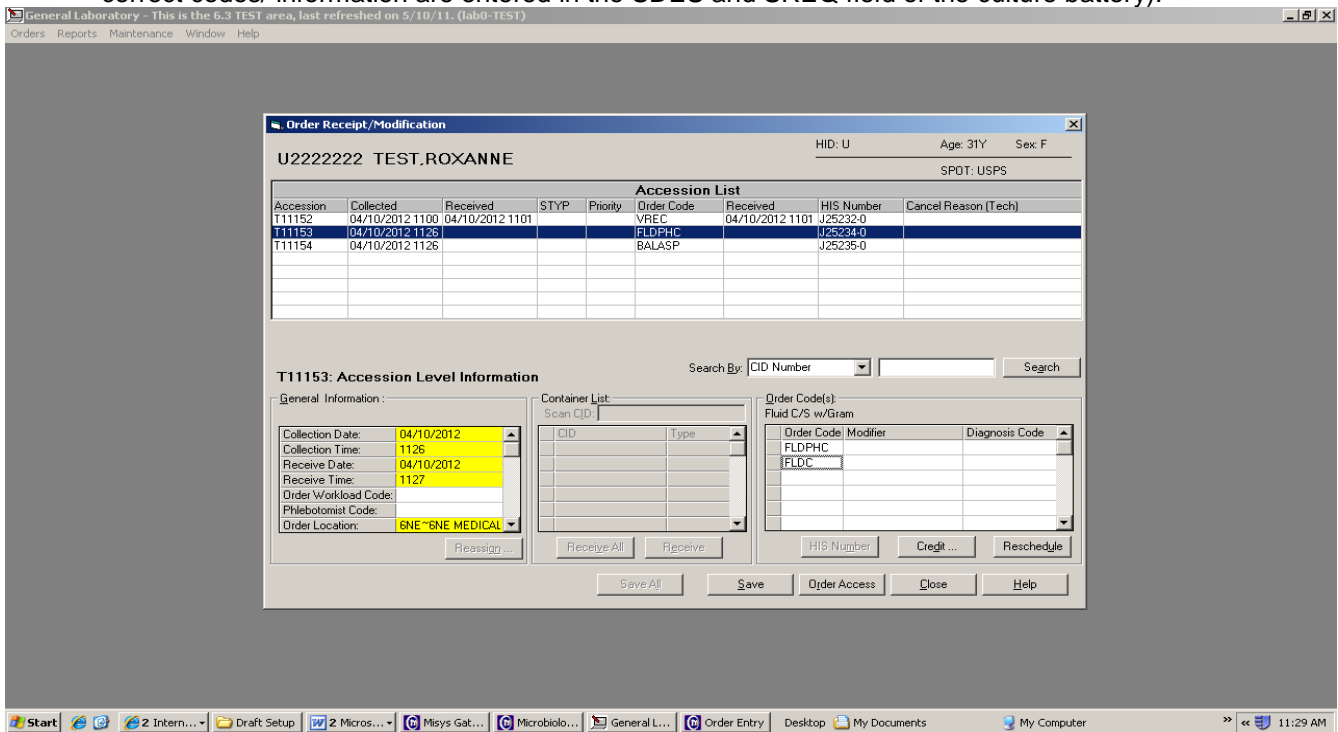 General Laboratory - This is the 6.3 TEST area, last refreshed on 5/10/11. (lab0-TEST)
Orders Reports Maintenance Window Help
Order Receipt/Modification
U2222222 TEST,ROXANNE
HID: U Age: 31Y Sex: F
SPOT: USPS
Accession List
Accession Collected Received STYP Priority Order Code Received HIS Number Cancel Reason (Tech)
T11152 04/10/2012 1100 04/10/2012 1101 VREC 04/10/2012 1101 J25232-0
T11153 04/10/2012 1126 FLDPHC J25234-0
T11154 04/10/2012 1126 BALASP J25235-0
Search By: CID Number Search
T11153: Accession Level Information
General Information :
Collection Date: 04/10/2012
Collection Time: 1126
Receive Date: 04/10/2012
Receive Time: 1127
Order Workload Code:
Phlebotomist Code:
Order Location: 6NE~6NE MEDICAL
Reassign ...
Container List:
Scan CID:
CID Type
Receive All Receive
Order Code(s):
Fluid C/S w/Gram
Order Code Modifier Diagnosis Code
FLDPHC
FLDC
HIS Number Credit ... Reschedule
Save All Save Order Access Close Help
Start 2 Intern... Draft Setup 2 Micros... Misys Gat... Microbiolo... General L... Order Entry Desktop My Documents My Computer » « 11:29 AM